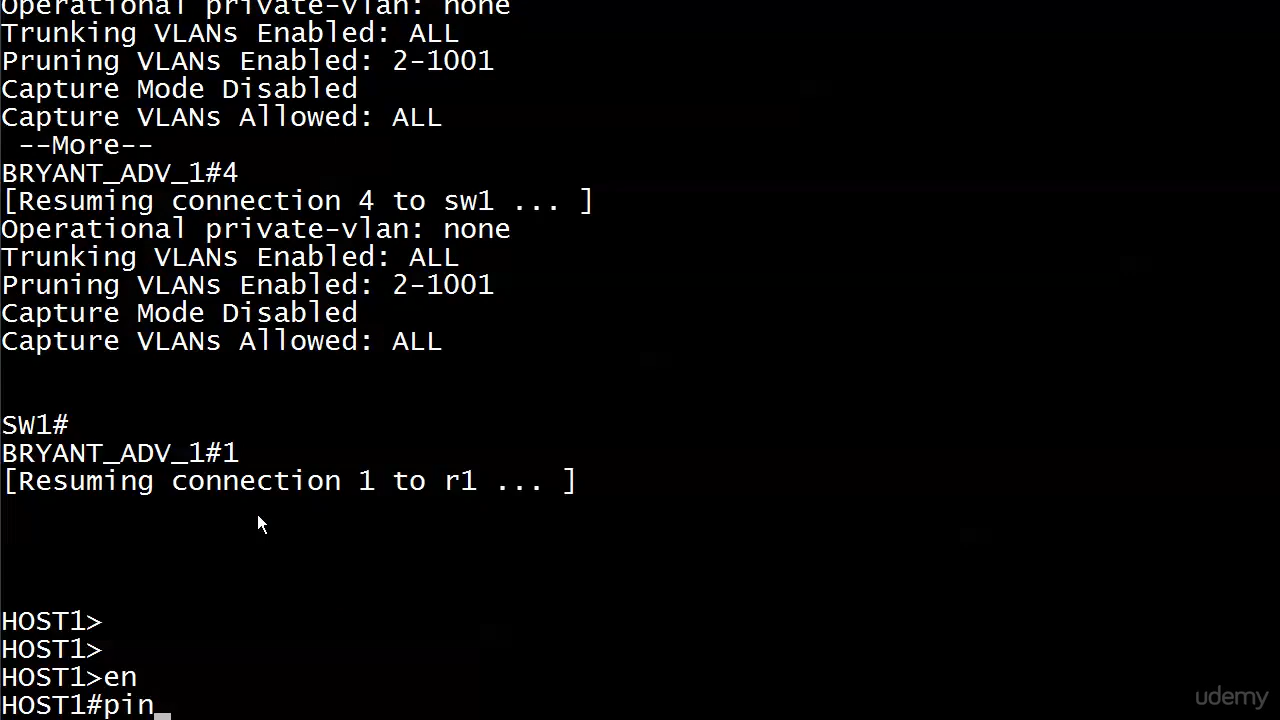 Operational private-vlan: none
Trunking VLANs Enabled: ALL
Pruning VLANs Enabled: 2-1001
Capture Mode Disabled
Capture VLANs Allowed: ALL
 --More--
BRYANT_ADV_1#4
[Resuming connection 4 to sw1 ... ]
Operational private-vlan: none
Trunking VLANs Enabled: ALL
Pruning VLANs Enabled: 2-1001
Capture Mode Disabled
Capture VLANs Allowed: ALL
SW1#
BRYANT_ADV_1#1
[Resuming connection 1 to r1 ... ]
HOST1>
HOST1>
HOST1>en
HOST1#pin
udemy